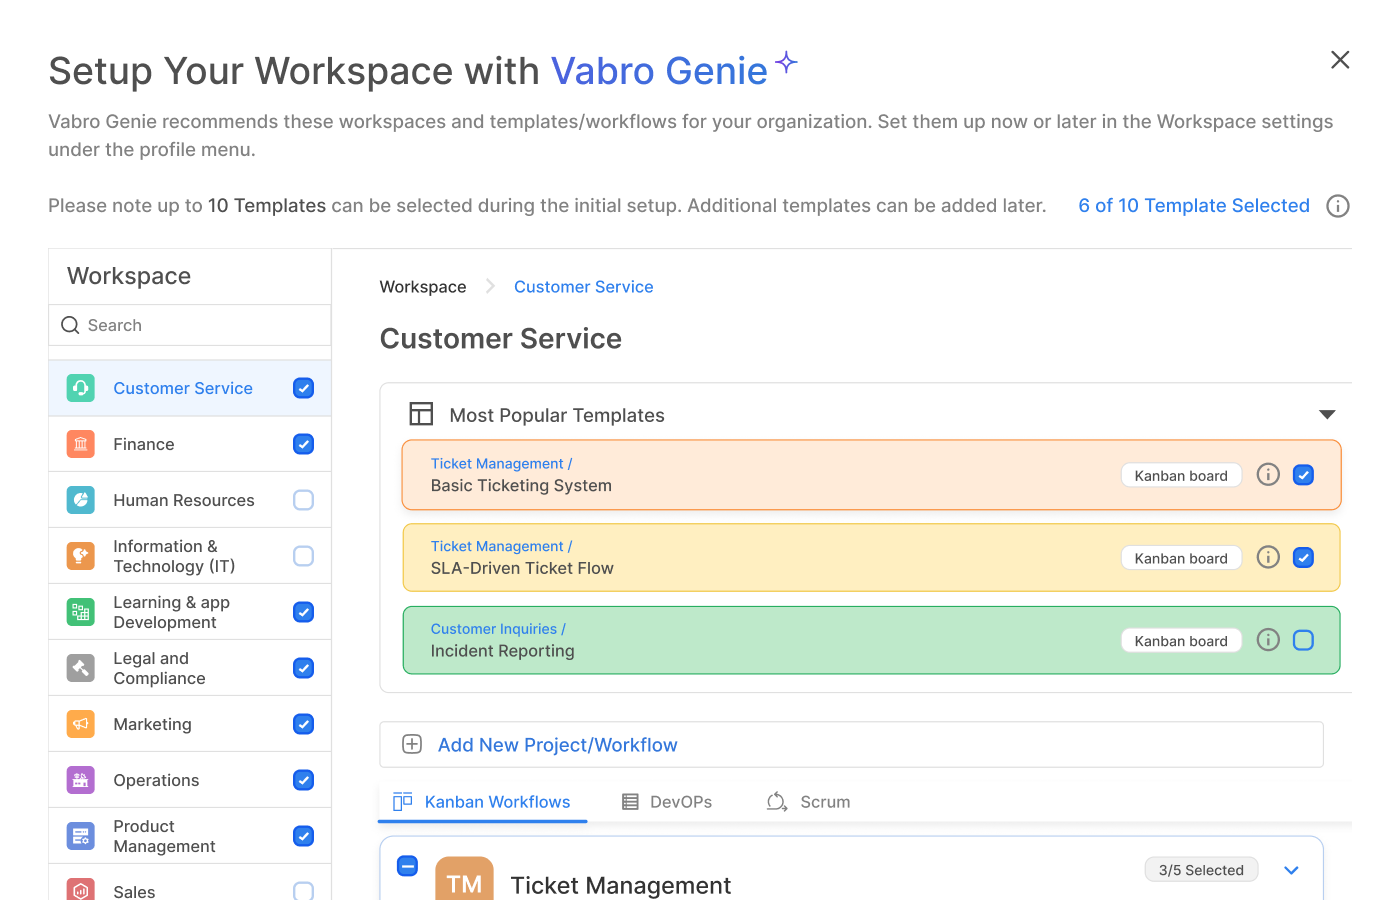 Setup Your Workspace with Vabro Genie
Vabro Genie recommends these workspaces and templates/workflows for your organization. Set them up now or later in the Workspace settings
under the profile menu.
Please note up to 10 Templates can be selected during the initial setup. Additional templates can be added later.
6 of 10 Template Selected
Workspace
Search
Customer Service
Finance
Human Resources
Information &
Technology (IT)
Learning & app
Development
Legal and
Compliance
Marketing
Operations
Product
Management
Sales
Workspace
Customer Service
Customer Service
Most Popular Templates
Ticket Management /
Basic Ticketing System
Kanban board
Ticket Management /
SLA-Driven Ticket Flow
Kanban board
Customer Inquiries /
Incident Reporting
Kanban board
Add New Project/Workflow
Kanban Workflows
DevOPs
Scrum
TM
Ticket Management
3/5 Selected